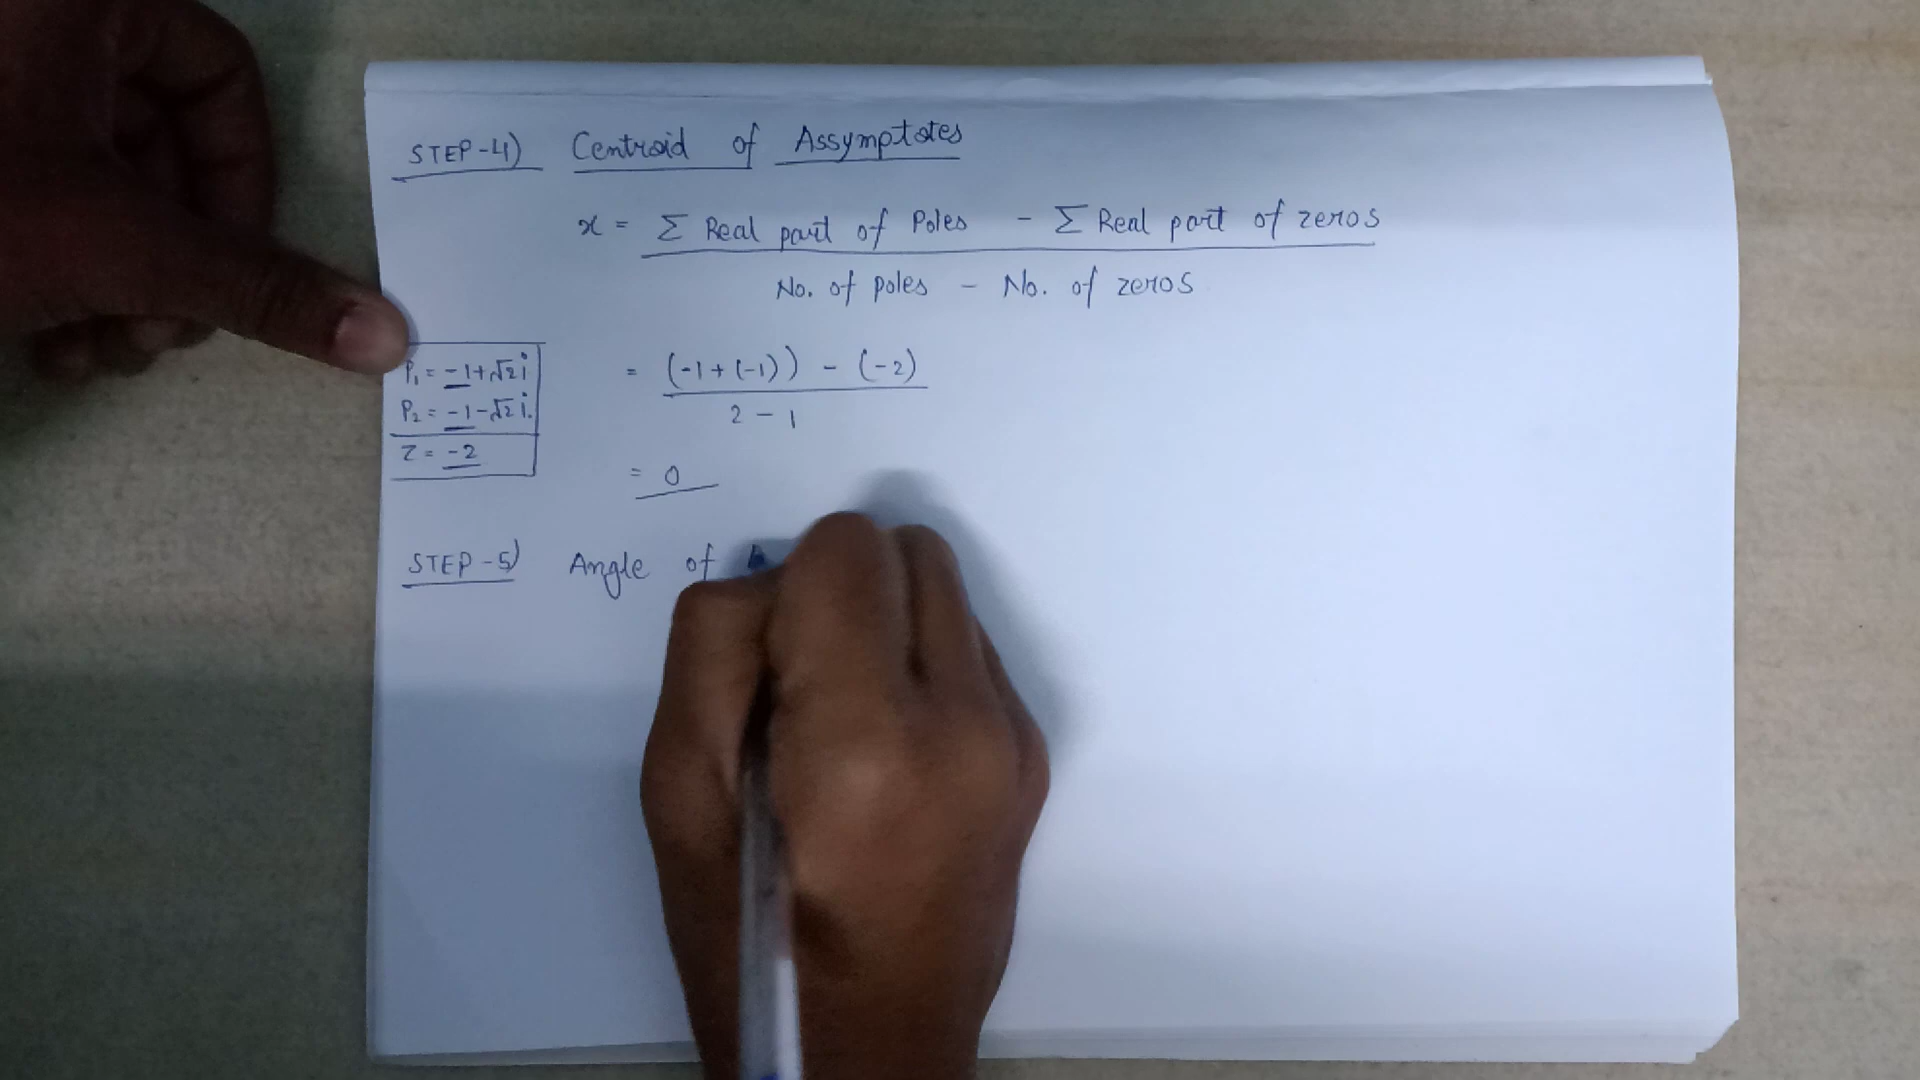 STEP-4) Centroid of Assymptotes
x = Σ Real part of Poles - Σ Real part of zeros
No. of poles - No. of zeros
P₁ = -1+√2i
P₂ = -1-√2i.
Z = -2
= (-1+(-1)) - (-2)
2 - 1
= 0
STEP-5) Angle of